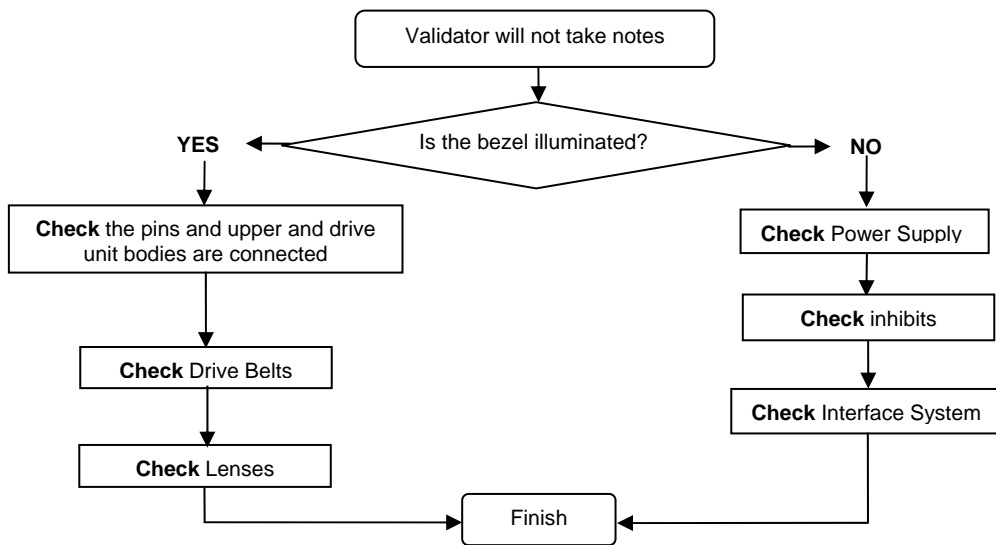 Validator will not take notes
Is the bezel illuminated?
YES
NO
Check the pins and upper and drive
unit bodies are connected
Check Power Supply
Check inhibits
Check Drive Belts
Check Interface System
Check Lenses
Finish